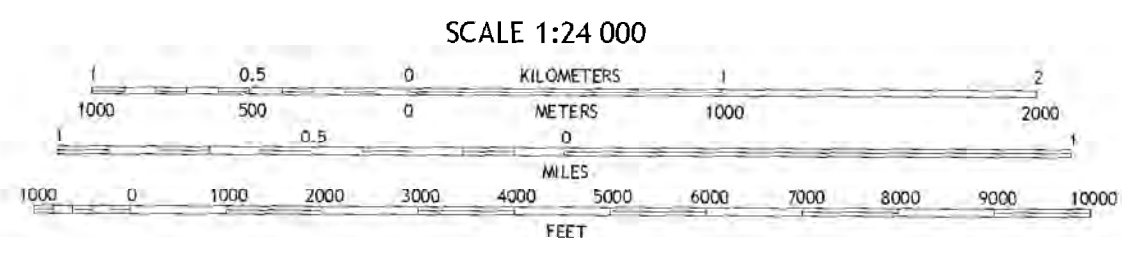 SCALE 1:24 000
1 0.5 0 KILOMETERS 1 2
1000 500 0 METERS 1000 2000
1 0.5 0 1
MILES
1000 0 1000 2000 3000 4000 5000 6000 7000 8000 9000 10000
FEET